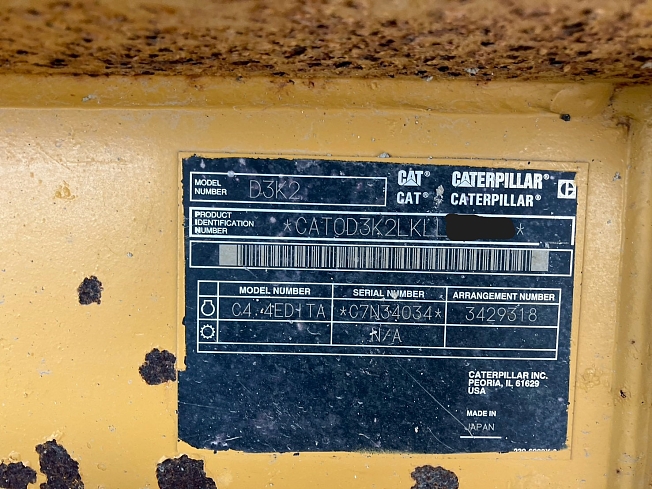 MODEL NUMBER D3K2
CAT® CATERPILLAR®
CAT® CATERPILLAR®
PRODUCT IDENTIFICATION NUMBER *CAT0D3K2LKL1 *
MODEL NUMBER SERIAL NUMBER ARRANGEMENT NUMBER
C4.4EDITA *C7N34034* 3429318
N/A
CATERPILLAR INC.
PEORIA, IL 61629
USA
MADE IN
JAPAN